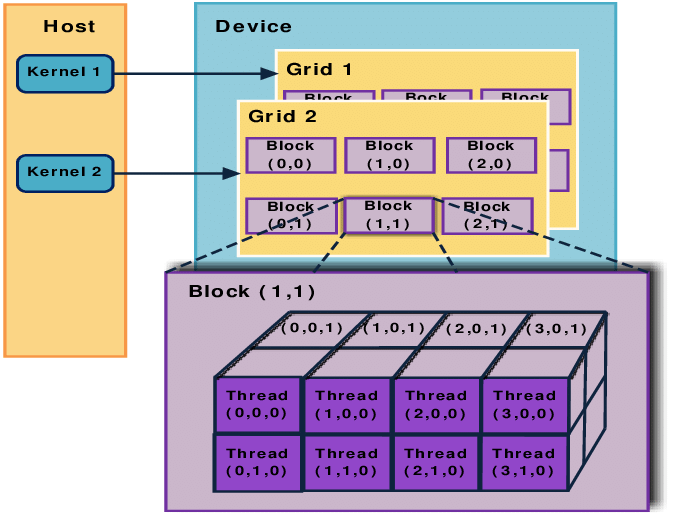 Host
Device
Kernel 1
Grid 1
Block
Block
Block
Grid 2
Block
(0,0)
Block
(1,0)
Block
(2,0)
Kernel 2
Block
(0,1)
Block
(1,1)
Block
(2,1)
Block (1,1)
(0,0,1)
(1,0,1)
(2,0,1)
(3,0,1)
Thread
(0,0,0)
Thread
(1,0,0)
Thread
(2,0,0)
Thread
(3,0,0)
Thread
(0,1,0)
Thread
(1,1,0)
Thread
(2,1,0)
Thread
(3,1,0)